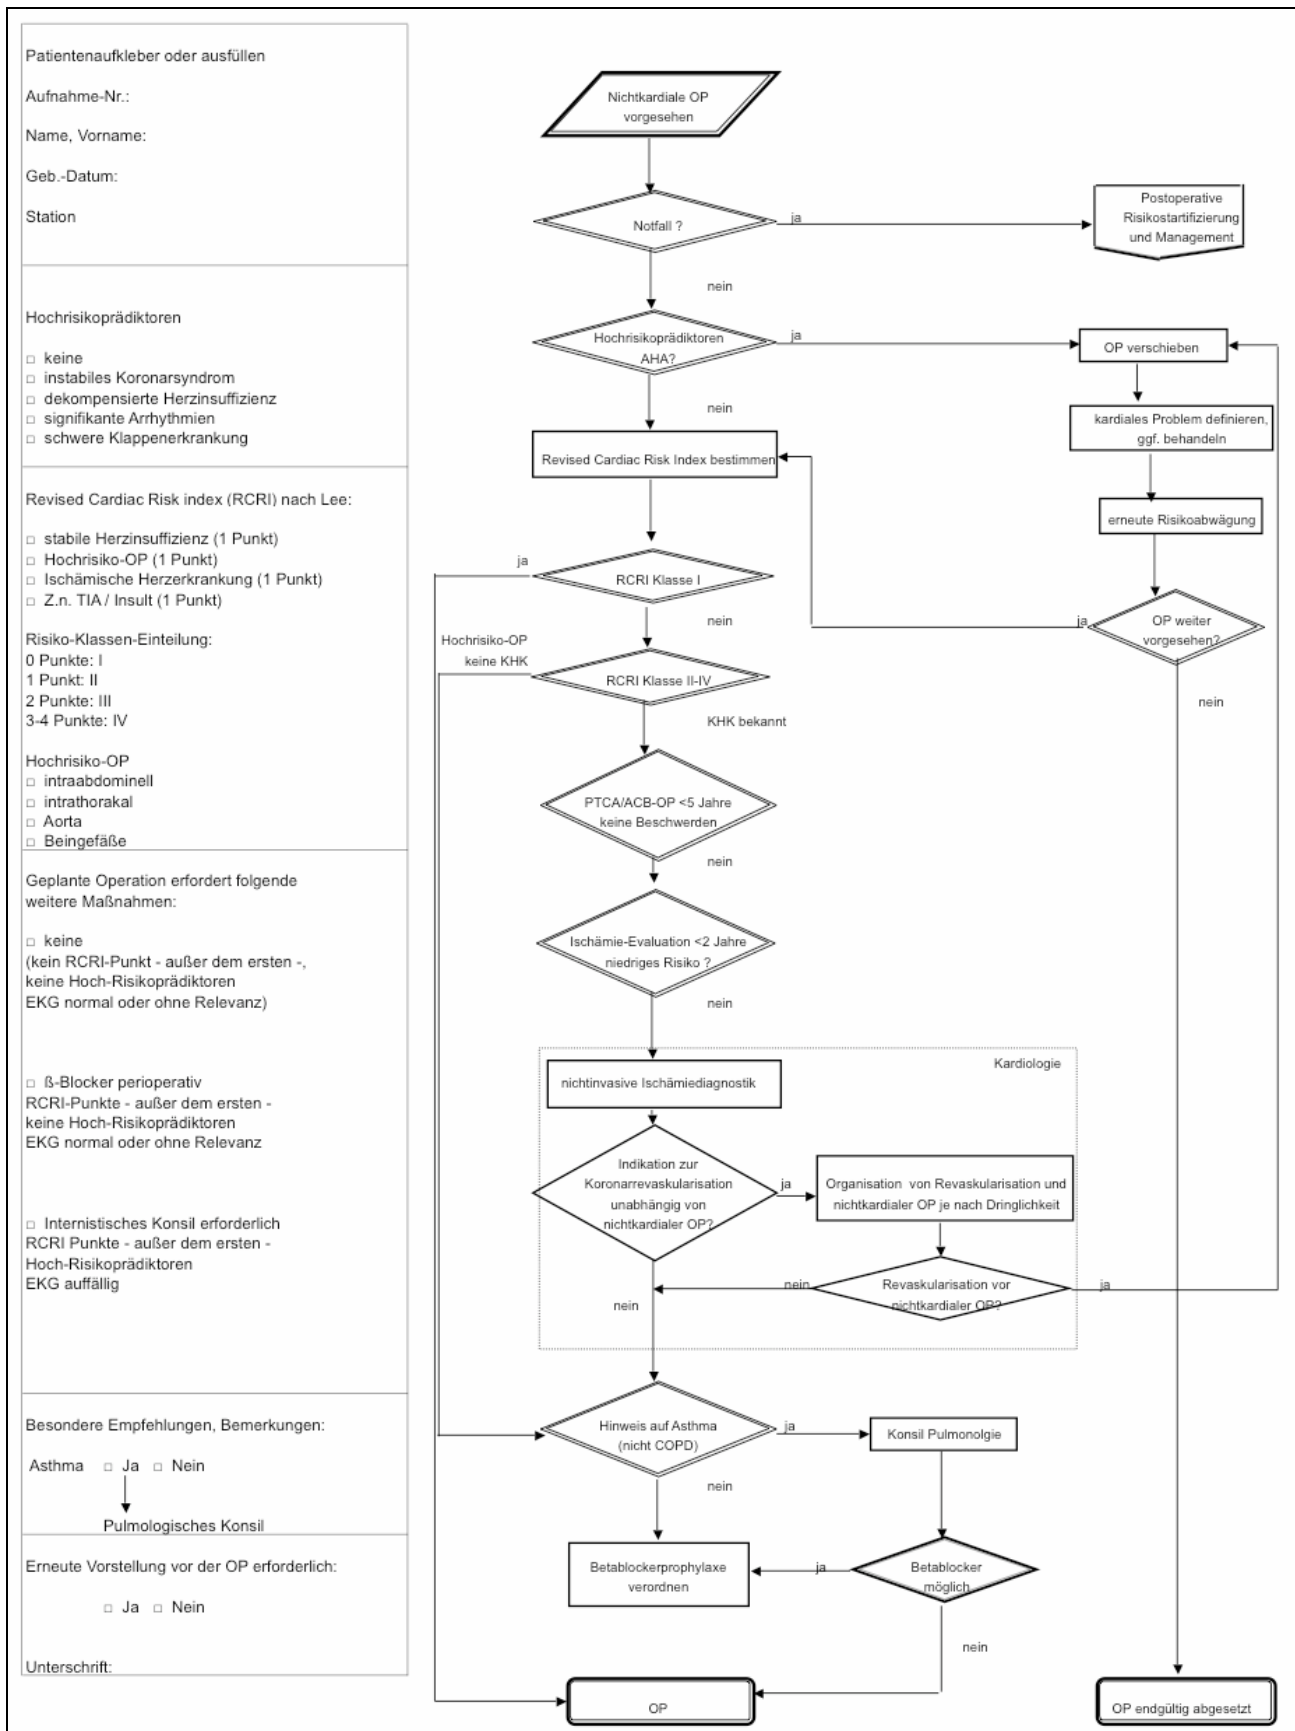 Patientenaufkleber oder ausfüllen
Aufnahme-Nr.:
Name, Vorname:
Geb.-Datum:
Station
Hochrisikoprädiktoren
□ keine
□ instabiles Koronarsyndrom
□ dekompensierte Herzinsuffizienz
□ signifikante Arrhythmien
□ schwere Klappenerkrankung
Revised Cardiac Risk index (RCRI) nach Lee:
□ stabile Herzinsuffizienz (1 Punkt)
□ Hochrisiko-OP (1 Punkt)
□ Ischämische Herzerkrankung (1 Punkt)
□ Z.n. TIA / Insult (1 Punkt)
Risiko-Klassen-Einteilung:
0 Punkte: I
1 Punkt: II
2 Punkte: III
3-4 Punkte: IV
Hochrisiko-OP
□ intraabdominell
□ intrathorakal
□ Aorta
□ Beingefäße
Geplante Operation erfordert folgende
weitere Maßnahmen:
□ keine
(kein RCRI-Punkt - außer dem ersten -,
keine Hoch-Risikoprädiktoren
EKG normal oder ohne Relevanz)
□ ß-Blocker perioperativ
RCRI-Punkte - außer dem ersten -
keine Hoch-Risikoprädiktoren
EKG normal oder ohne Relevanz
□ Internistisches Konsil erforderlich
RCRI Punkte - außer dem ersten -
Hoch-Risikoprädiktoren
EKG auffällig
Besondere Empfehlungen, Bemerkungen:
Asthma □ Ja □ Nein
Pulmologisches Konsil
Erneute Vorstellung vor der OP erforderlich:
□ Ja □ Nein
Unterschrift:
Nichtkardiale OP
vorgesehen
Notfall ?
ja
Postoperative
Risikostartifizierung
und Management
nein
Hochrisikoprädiktoren
AHA?
ja
OP verschieben
nein
kardiales Problem definieren,
ggf. behandeln
Revised Cardiac Risk Index bestimmen
erneute Risikoabwägung
ja
RCRI Klasse I
nein
ja
OP weiter
vorgesehen?
nein
Hochrisiko-OP
keine KHK
RCRI Klasse II-IV
KHK bekannt
PTCA/ACB-OP <5 Jahre
keine Beschwerden
nein
Ischämie-Evaluation <2 Jahre
niedriges Risiko ?
nein
Kardiologie
nichtinvasive Ischämiediagnostik
Indikation zur
Koronarrevaskularisation
unabhängig von
nichtkardialer OP?
ja
Organisation von Revaskularisation und
nichtkardialer OP je nach Dringlichkeit
nein
Revaskularisation vor
nichtkardialer OP?
ja
nein
Hinweis auf Asthma
(nicht COPD)
ja
Konsil Pulmonolgie
nein
Betablockerprophylaxe
verordnen
ja
Betablocker
möglich
nein
OP
OP endgültig abgesetzt